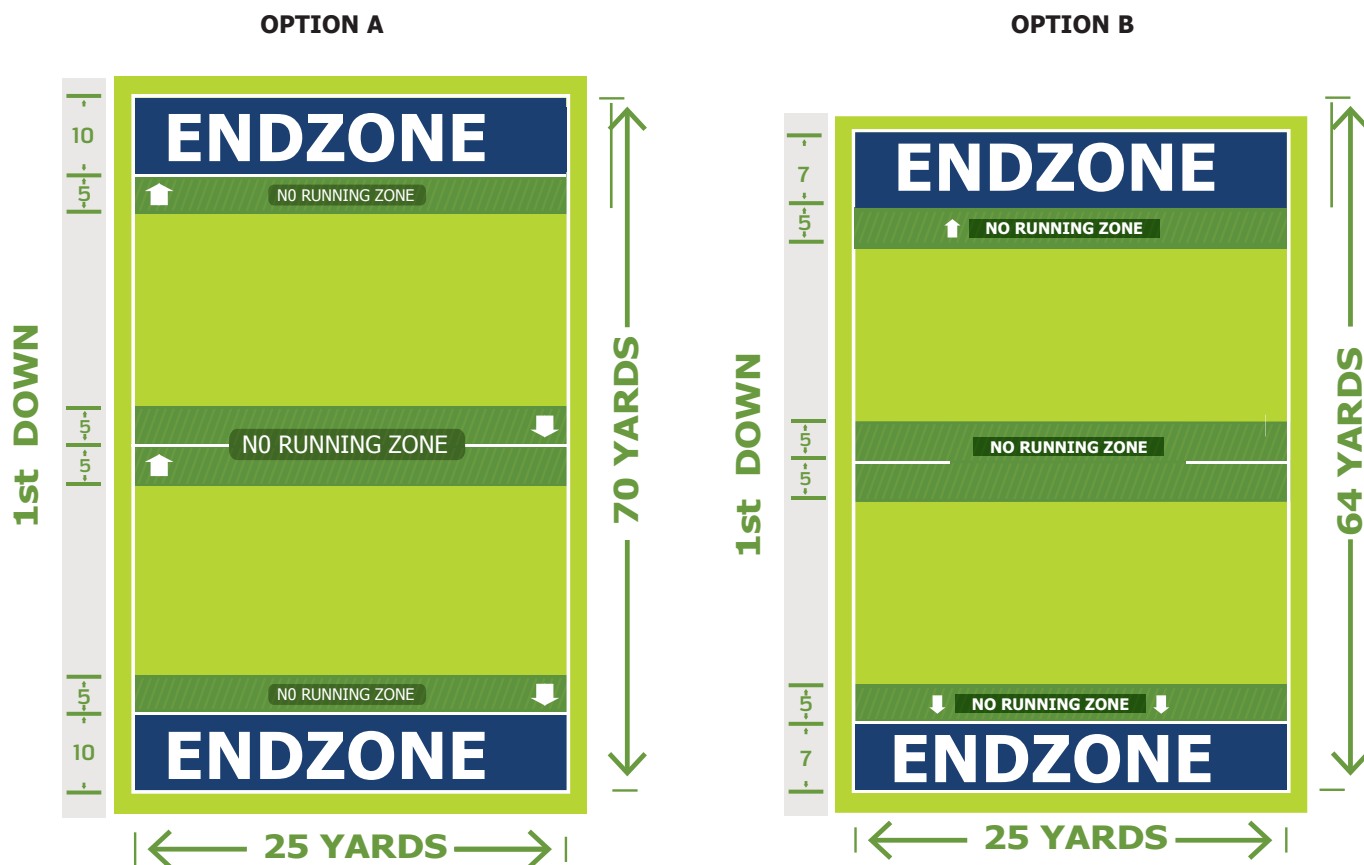 OPTION A
ENDZONE
10
5
N0 RUNNING ZONE
1st DOWN
5
5
N0 RUNNING ZONE
70 YARDS
5
N0 RUNNING ZONE
10
ENDZONE
25 YARDS
OPTION B
ENDZONE
7
5
NO RUNNING ZONE
1st DOWN
5
5
NO RUNNING ZONE
64 YARDS
5
NO RUNNING ZONE
7
ENDZONE
25 YARDS